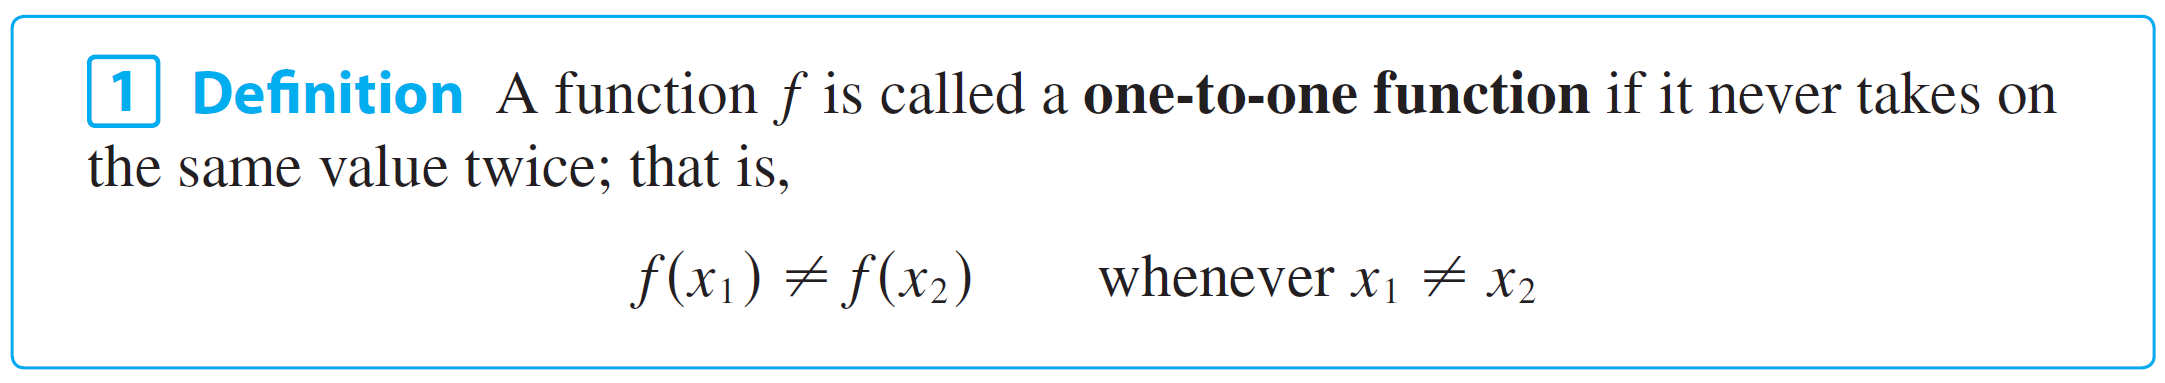 1 Definition A function f is called a one-to-one function if it never takes on
the same value twice; that is,
f(x₁) ≠ f(x₂) whenever x₁ ≠ x₂